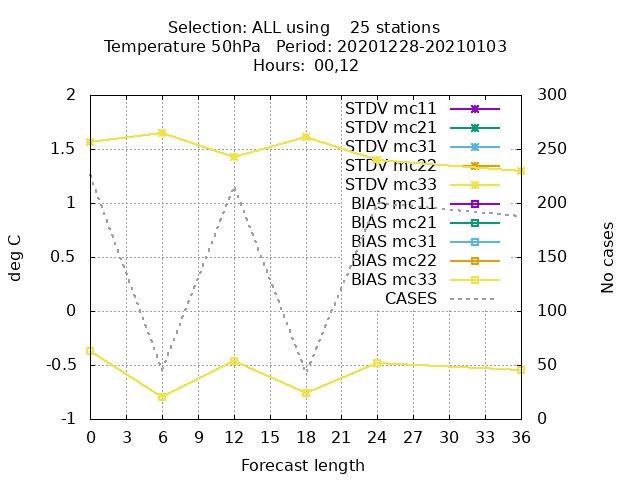 Selection: ALL using 25 stations
Temperature 50hPa Period: 20201228-20210103
Hours: 00,12
2
1.5
1
0.5
0
-0.5
-1
deg C
300
250
200
150
100
50
0
No cases
STDV mc11
STDV mc21
STDV mc31
STDV mc22
STDV mc33
BIAS mc11
BIAS mc21
BIAS mc31
BIAS mc22
BIAS mc33
CASES
0 3 6 9 12 15 18 21 24 27 30 33 36
Forecast length